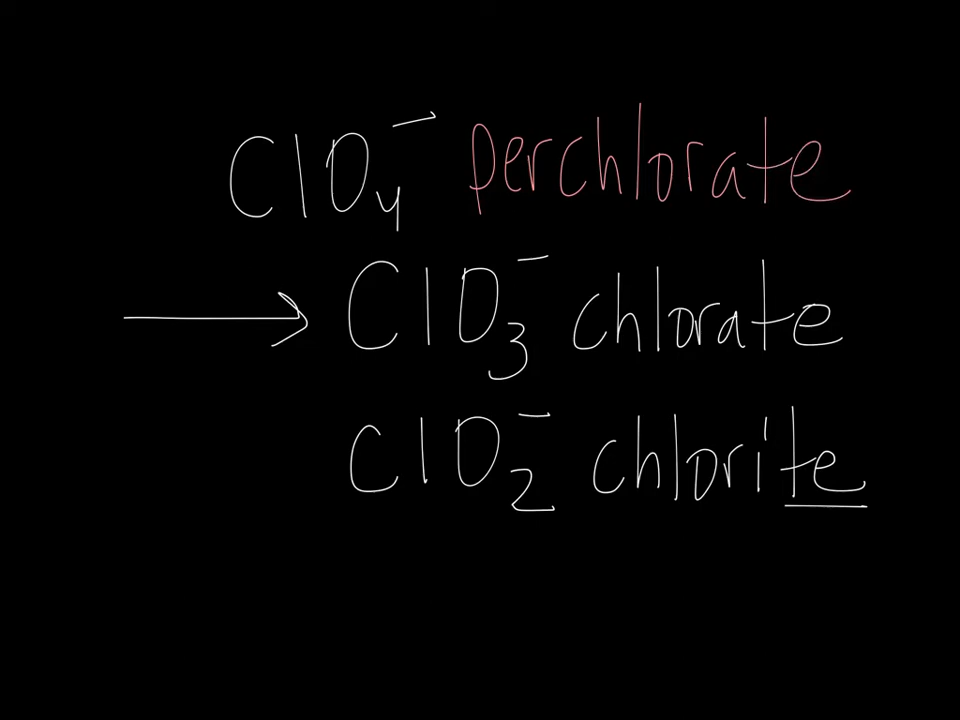 ClO₄⁻ perchlorate
→ ClO₃⁻ chlorate
ClO₂⁻ chlorite